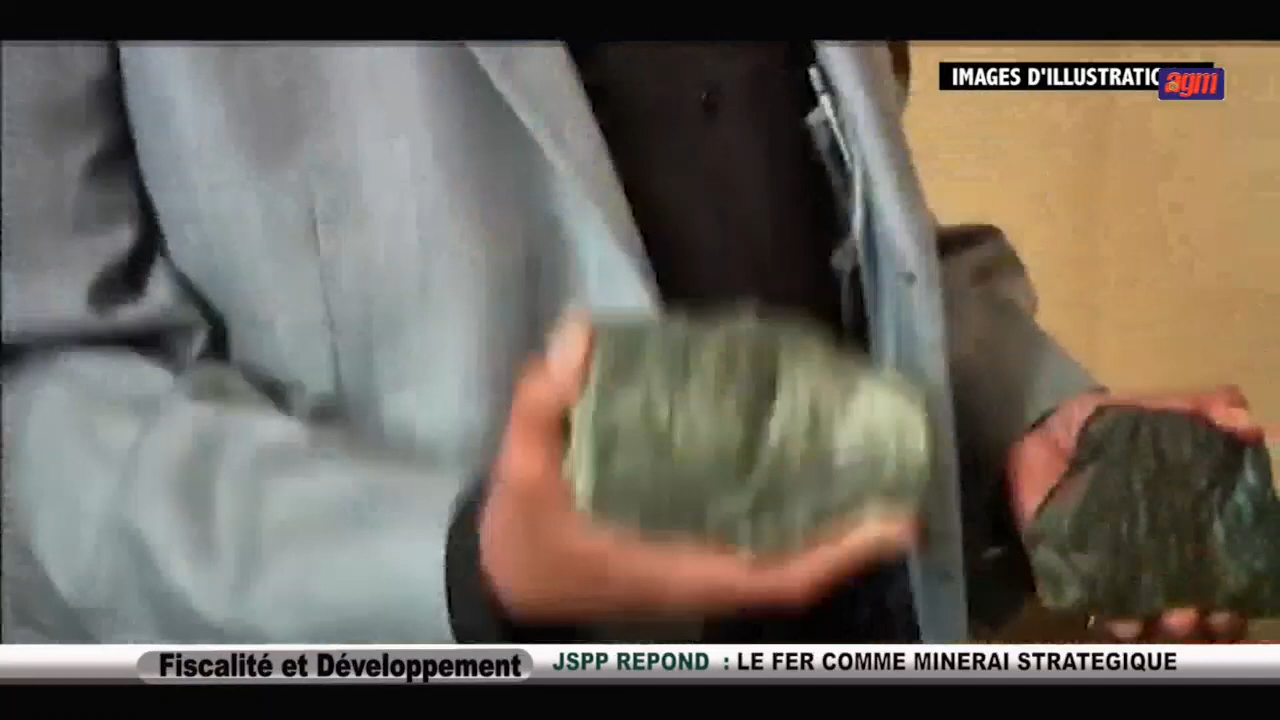 IMAGES D'ILLUSTRATIO
agm
Fiscalité et Développement
JSPP REPOND : LE FER COMME MINERAI STRATEGIQUE